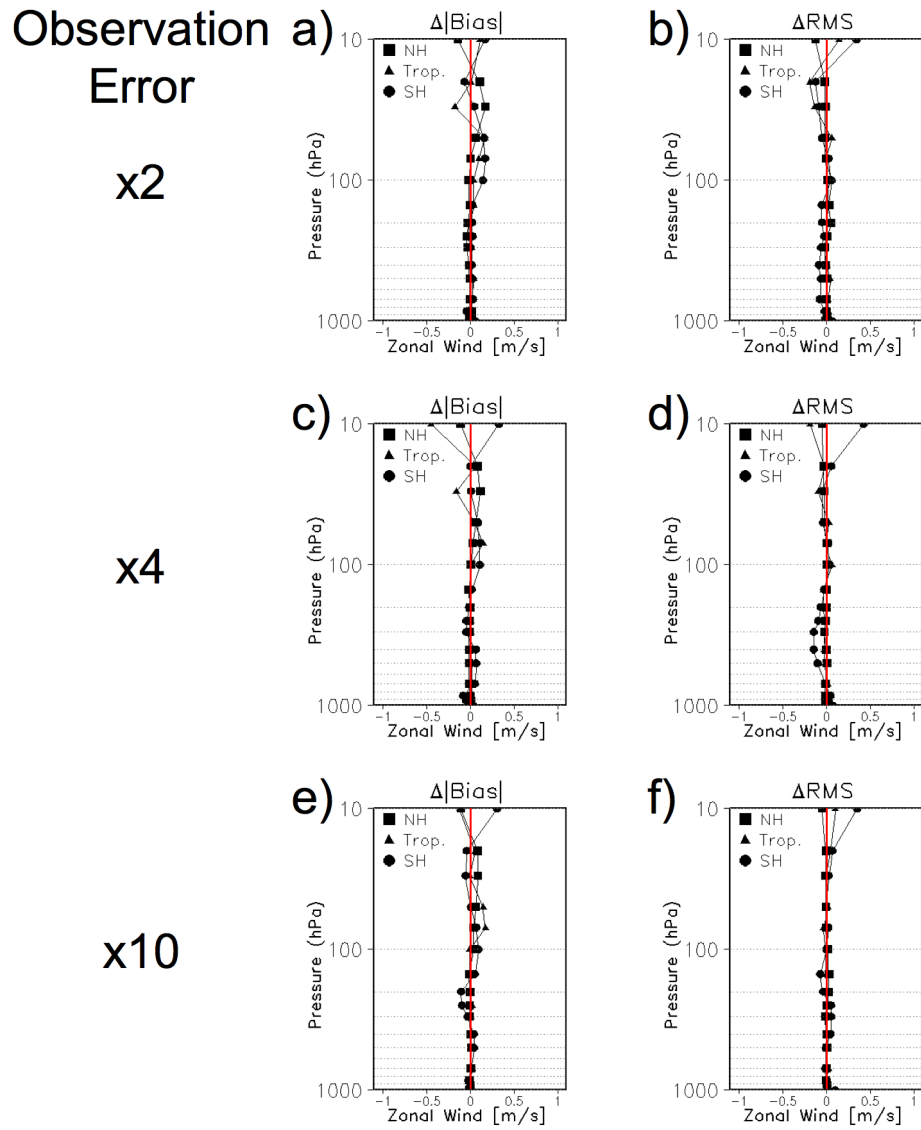 Observation
Error
a) Δ|Bias|
b) ΔRMS
10
NH
Trop.
SH
Pressure (hPa)
100
1000
-1 -0.5 0 0.5 1
Zonal Wind [m/s]
10
NH
Trop.
SH
Pressure (hPa)
100
1000
-1 -0.5 0 0.5 1
Zonal Wind [m/s]
x2
c) Δ|Bias|
d) ΔRMS
10
NH
Trop.
SH
Pressure (hPa)
100
1000
-1 -0.5 0 0.5 1
Zonal Wind [m/s]
10
NH
Trop.
SH
Pressure (hPa)
100
1000
-1 -0.5 0 0.5 1
Zonal Wind [m/s]
x4
e) Δ|Bias|
f) ΔRMS
10
NH
Trop.
SH
Pressure (hPa)
100
1000
-1 -0.5 0 0.5 1
Zonal Wind [m/s]
10
NH
Trop.
SH
Pressure (hPa)
100
1000
-1 -0.5 0 0.5 1
Zonal Wind [m/s]
x10